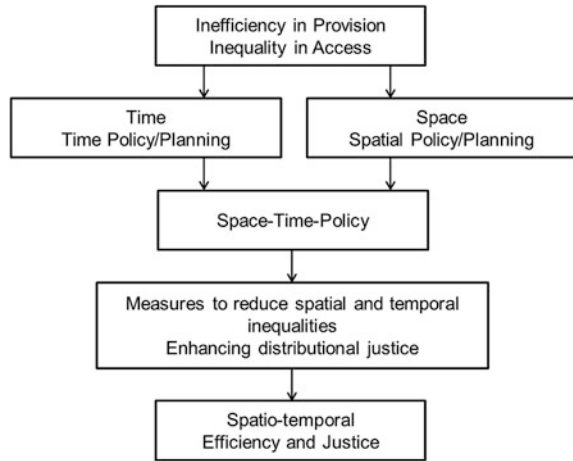 Inefficiency in Provision
Inequality in Access
Time
Time Policy/Planning
Space
Spatial Policy/Planning
Space-Time-Policy
Measures to reduce spatial and temporal
inequalities
Enhancing distributional justice
Spatio-temporal
Efficiency and Justice